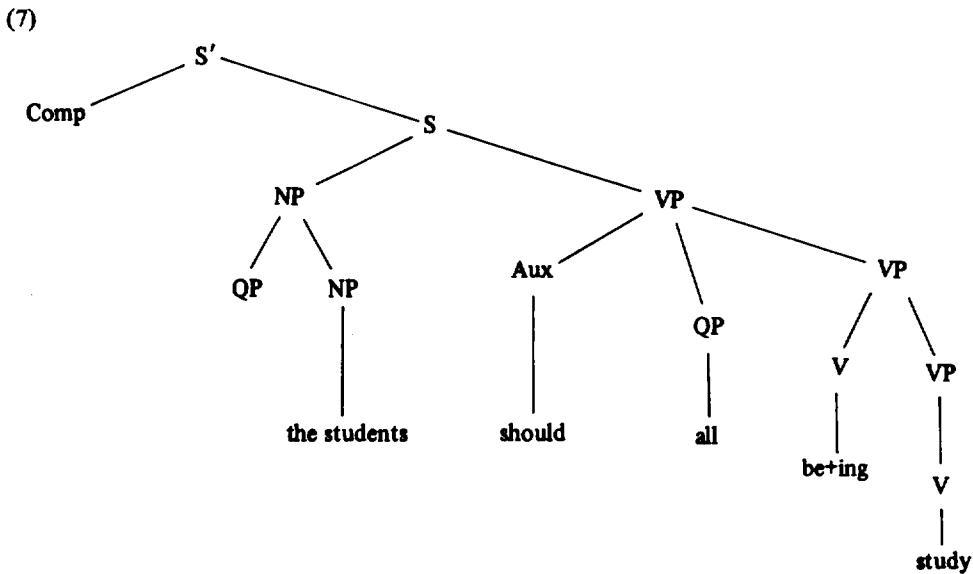 (7)
S′
Comp
S
NP
VP
QP
NP
Aux
VP
QP
V
VP
the students
should
all
be+ing
V
study